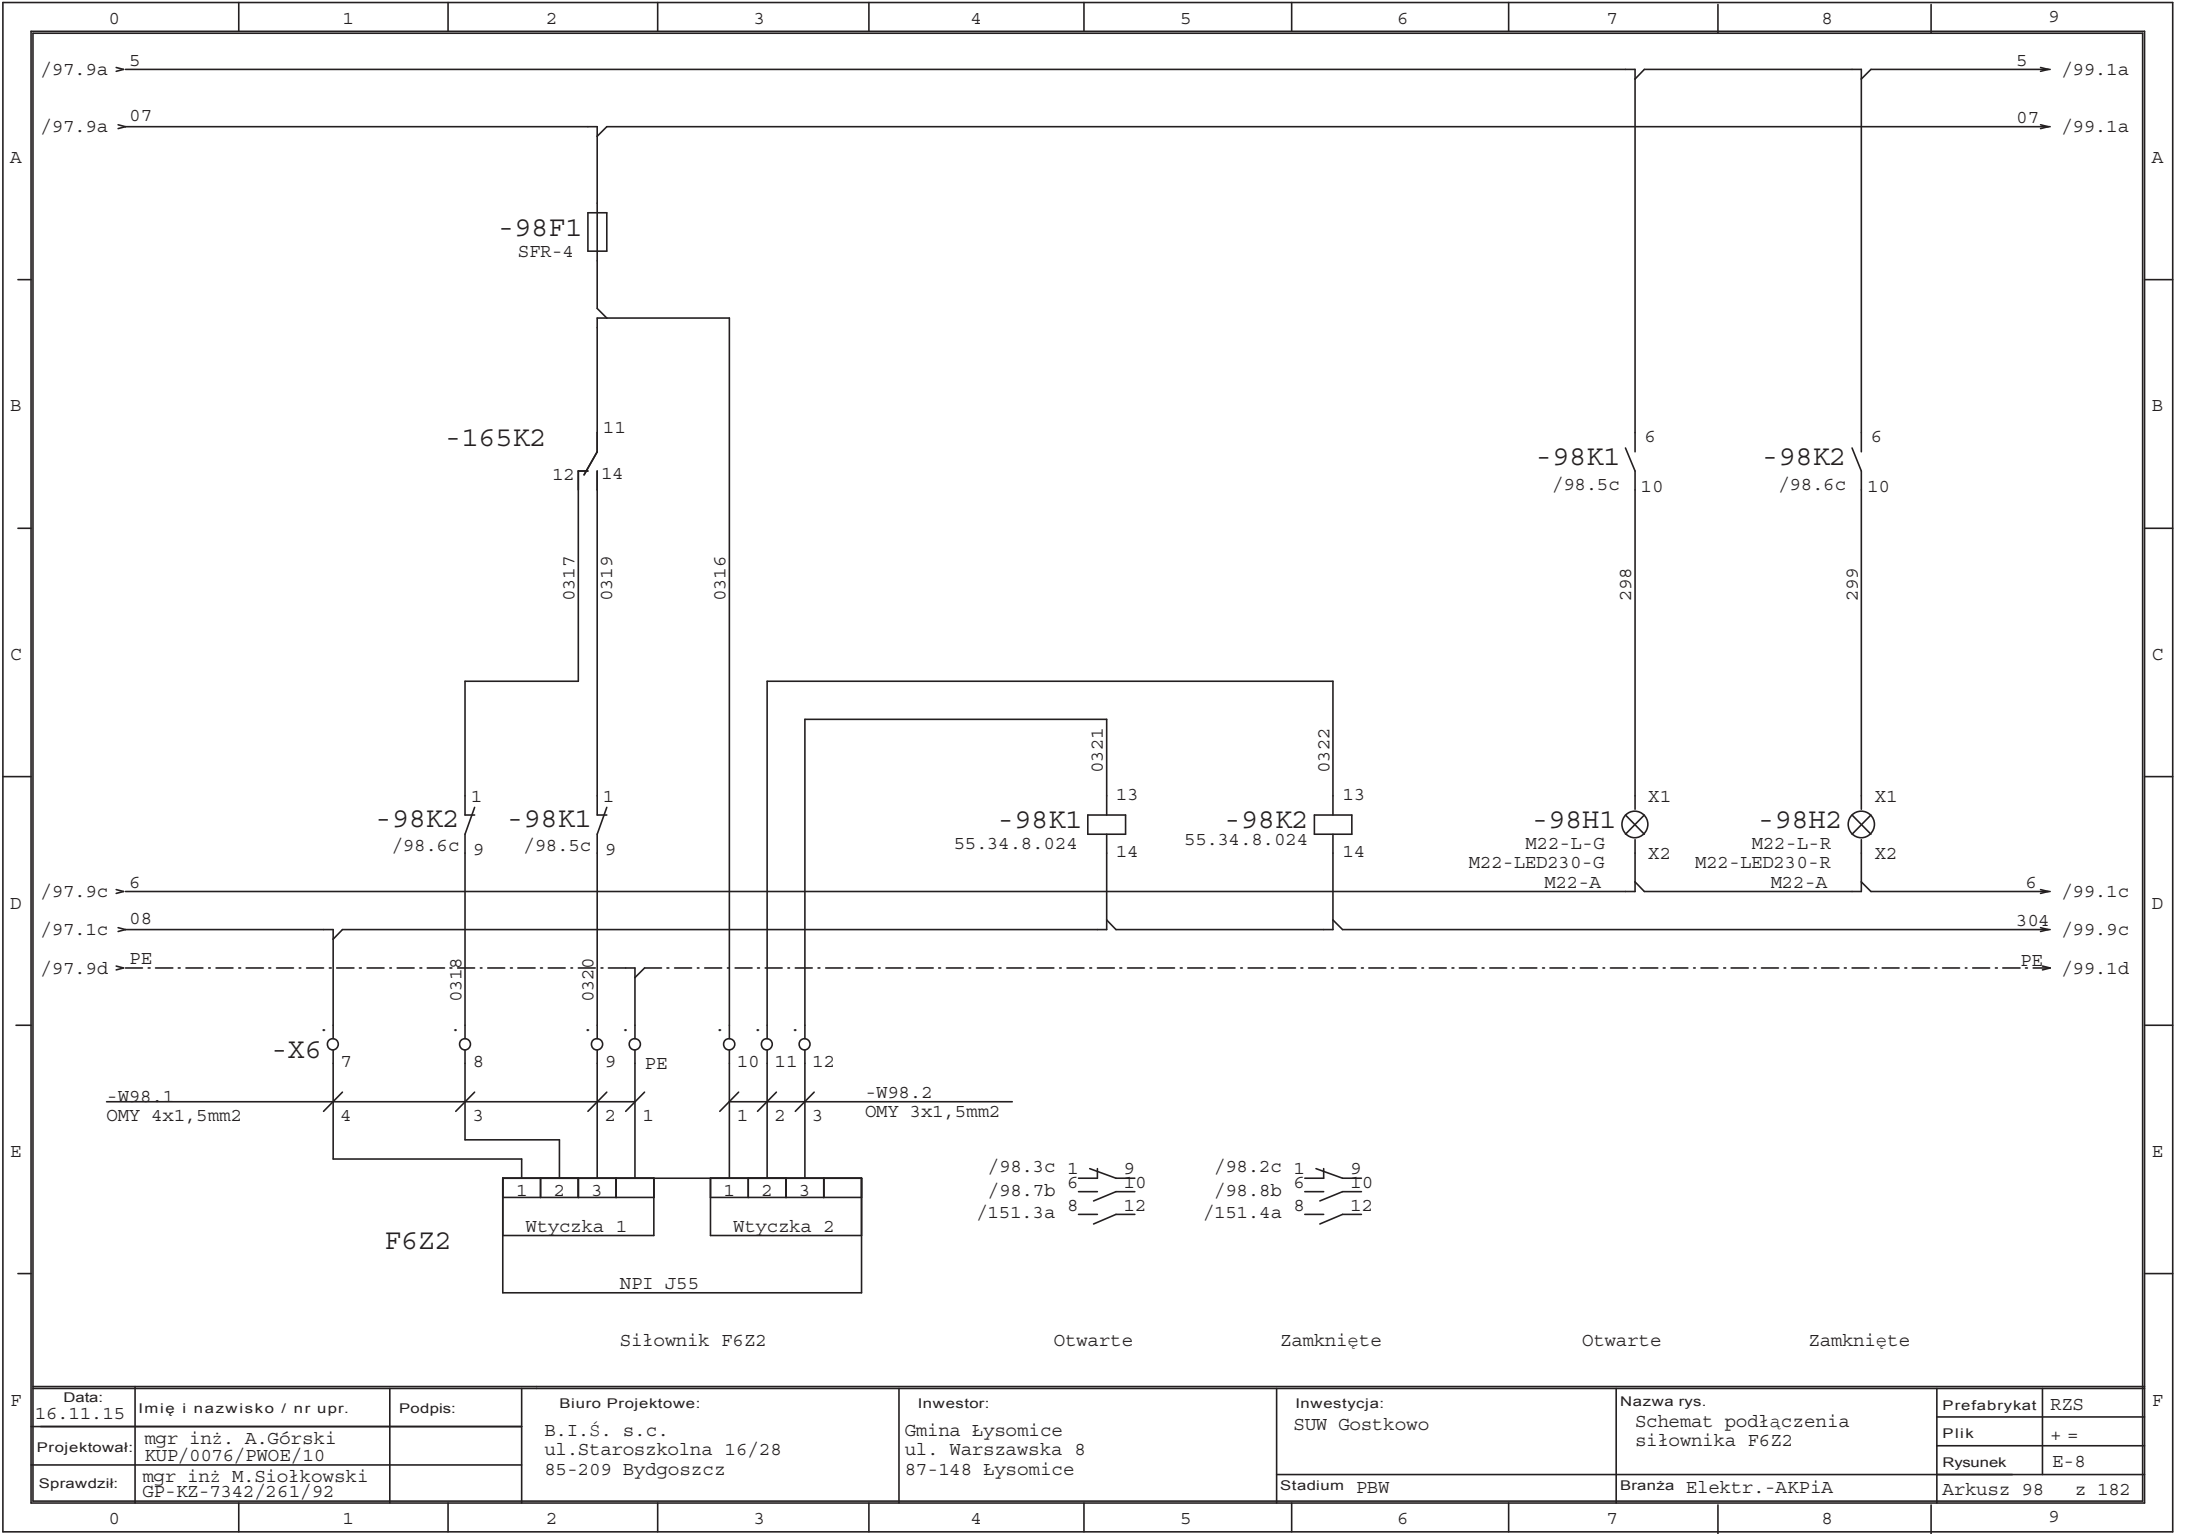 0 1 2 3 4 5 6 7 8 9
/97.9a 5 5 /99.1a
/97.9a 07 07 /99.1a
A A
-98F1
SFR-4
B B
-165K2 11
12 14
-98K1 6
/98.5c 10
-98K2 6
/98.6c 10
0317 0319 0316 298 299
C C
0321 0322
-98K2 1
/98.6c 9
-98K1 1
/98.5c 9
-98K1 13
55.34.8.024 14
-98K2 13
55.34.8.024 14
-98H1 X1
M22-L-G X2
M22-LED230-G
M22-A
-98H2 X1
M22-L-R X2
M22-LED230-R
M22-A
/97.9c 6 6 /99.1c
D D
/97.1c 08 304 /99.9c
/97.9d PE PE /99.1d
0318 0320
-X6 7 8 9 PE 10 11 12
-W98.1
OMY 4x1,5mm2
4 3 2 1 1 2 3
-W98.2
OMY 3x1,5mm2
E E
1 2 3 1 2 3
Wtyczka 1 Wtyczka 2
F6Z2
NPI J55
/98.3c 1 9
/98.7b 6 10
/151.3a 8 12
/98.2c 1 9
/98.8b 6 10
/151.4a 8 12
Siłownik F6Z2 Otwarte Zamknięte Otwarte Zamknięte
F F
Data:
16.11.15
Imię i nazwisko / nr upr.
Podpis:
Projektował:
mgr inż. A.Górski
KUP/0076/PWOE/10
Sprawdził:
mgr inż M.Siołkowski
GP-KZ-7342/261/92
Biuro Projektowe:
B.I.Ś. s.c.
ul.Staroszkolna 16/28
85-209 Bydgoszcz
Inwestor:
Gmina Łysomice
ul. Warszawska 8
87-148 Łysomice
Inwestycja:
SUW Gostkowo
Stadium PBW
Nazwa rys.
Schemat podłączenia
siłownika F6Z2
Branża Elektr.-AKPiA
Prefabrykat RZS
Plik + =
Rysunek E-8
Arkusz 98 z 182
0 1 2 3 4 5 6 7 8 9